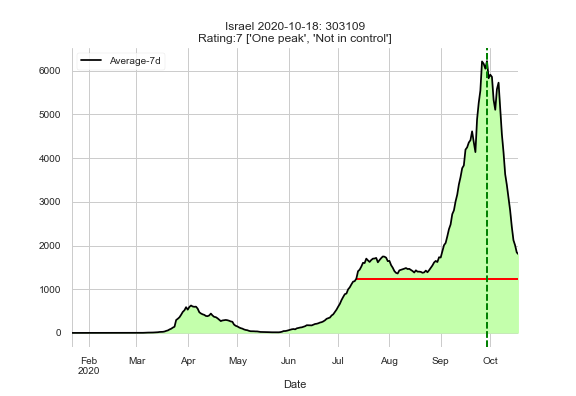 Israel 2020-10-18: 303109
Rating:7 ['One peak', 'Not in control']
Average-7d
6000
5000
4000
3000
2000
1000
0
Feb Mar Apr May Jun Jul Aug Sep Oct
2020
Date